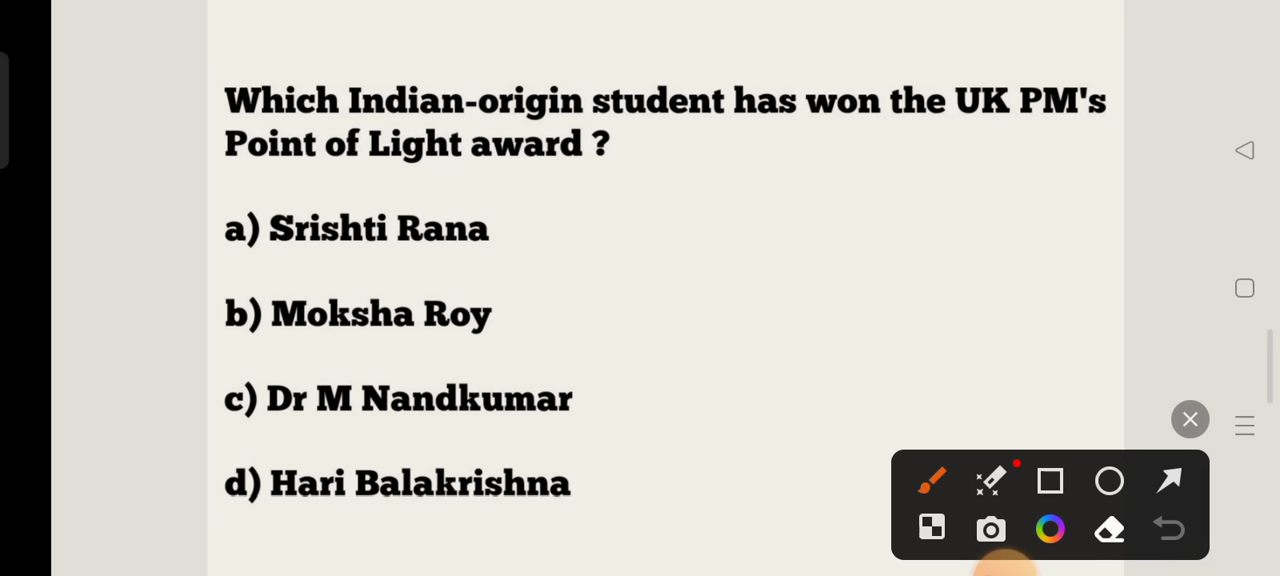 Which Indian-origin student has won the UK PM's
Point of Light award ?
a) Srishti Rana
b) Moksha Roy
c) Dr M Nandkumar
d) Hari Balakrishna